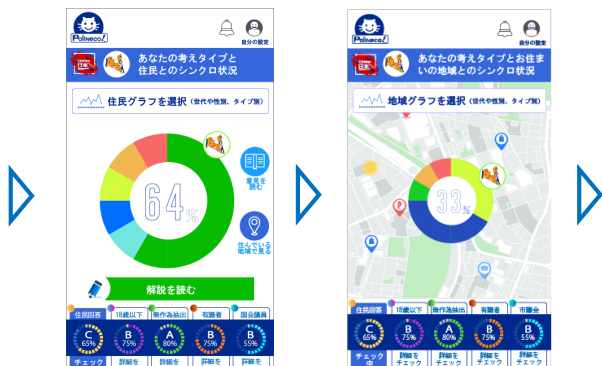 Polineco!
自分の設定
あなたの考えタイプと
住民とのシンクロ状況
住民グラフを選択（世代や性別、タイプ別）
64%
意見を
読む
住んでいる
地域で見る
解説を読む
住民回答 18歳以下 無作為抽出 有識者 国会議員
C B A B B
65% 75% 80% 75% 55%
チェック 詳細を 詳細を 詳細を 詳細を
Polineco!
自分の設定
あなたの考えタイプとお住ま
いの地域とのシンクロ状況
地域グラフを選択（世代や性別、タイプ別）
33%
P
住民回答 18歳以下 無作為抽出 有識者 市議会
C B A B B
65% 75% 80% 75% 55%
チェック 詳細を 詳細を 詳細を 詳細を
中 チェック チェック チェック チェック